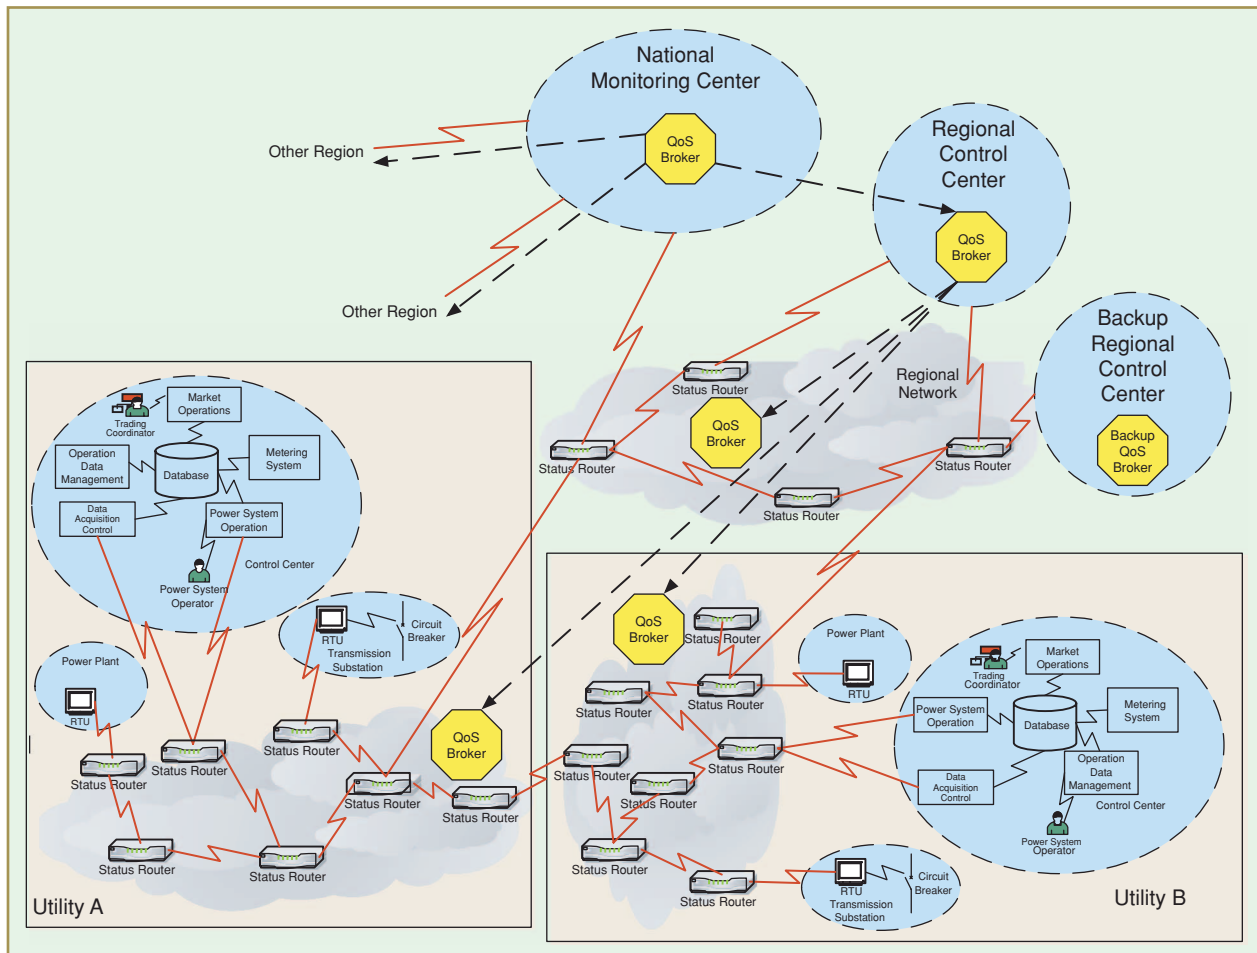 National
Monitoring Center
QoS
Broker
Other Region
Other Region
Regional
Control
Center
QoS
Broker
Backup
Regional
Control
Center
Backup
QoS
Broker
Regional
Network
Status Router
QoS
Broker
Status Router
Status Router
Status Router
Trading
Coordinator
Market
Operations
Operation
Data
Management
Database
Metering
System
Data
Acquisition
Control
Power System
Operation
Control Center
Power System
Operator
RTU
Transmission
Substation
Circuit
Breaker
Power Plant
RTU
Status Router
Status Router
Status Router
Status Router
Status Router
Status Router
Status Router
QoS
Broker
Utility A
QoS
Broker
Status Router
Status Router
Status Router
Status Router
Status Router
Status Router
Status Router
Status Router
Power Plant
RTU
Trading
Coordinator
Market
Operations
Power System
Operation
Database
Metering
System
Data
Acquisition Control
Operation
Data
Management
Control Center
Power System
Operator
RTU
Transmission
Substation
Circuit
Breaker
Utility B